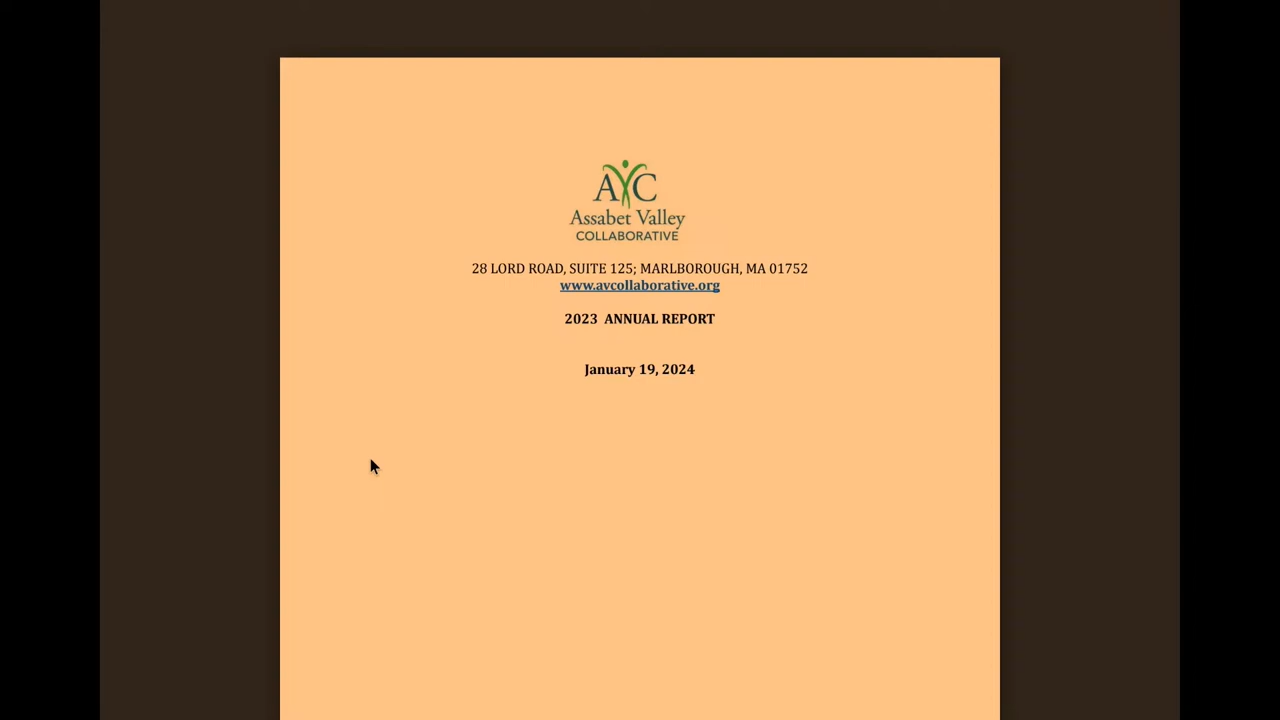 AVC
Assabet Valley
COLLABORATIVE
28 LORD ROAD, SUITE 125; MARLBOROUGH, MA 01752
www.avcollaborative.org
2023 ANNUAL REPORT
January 19, 2024